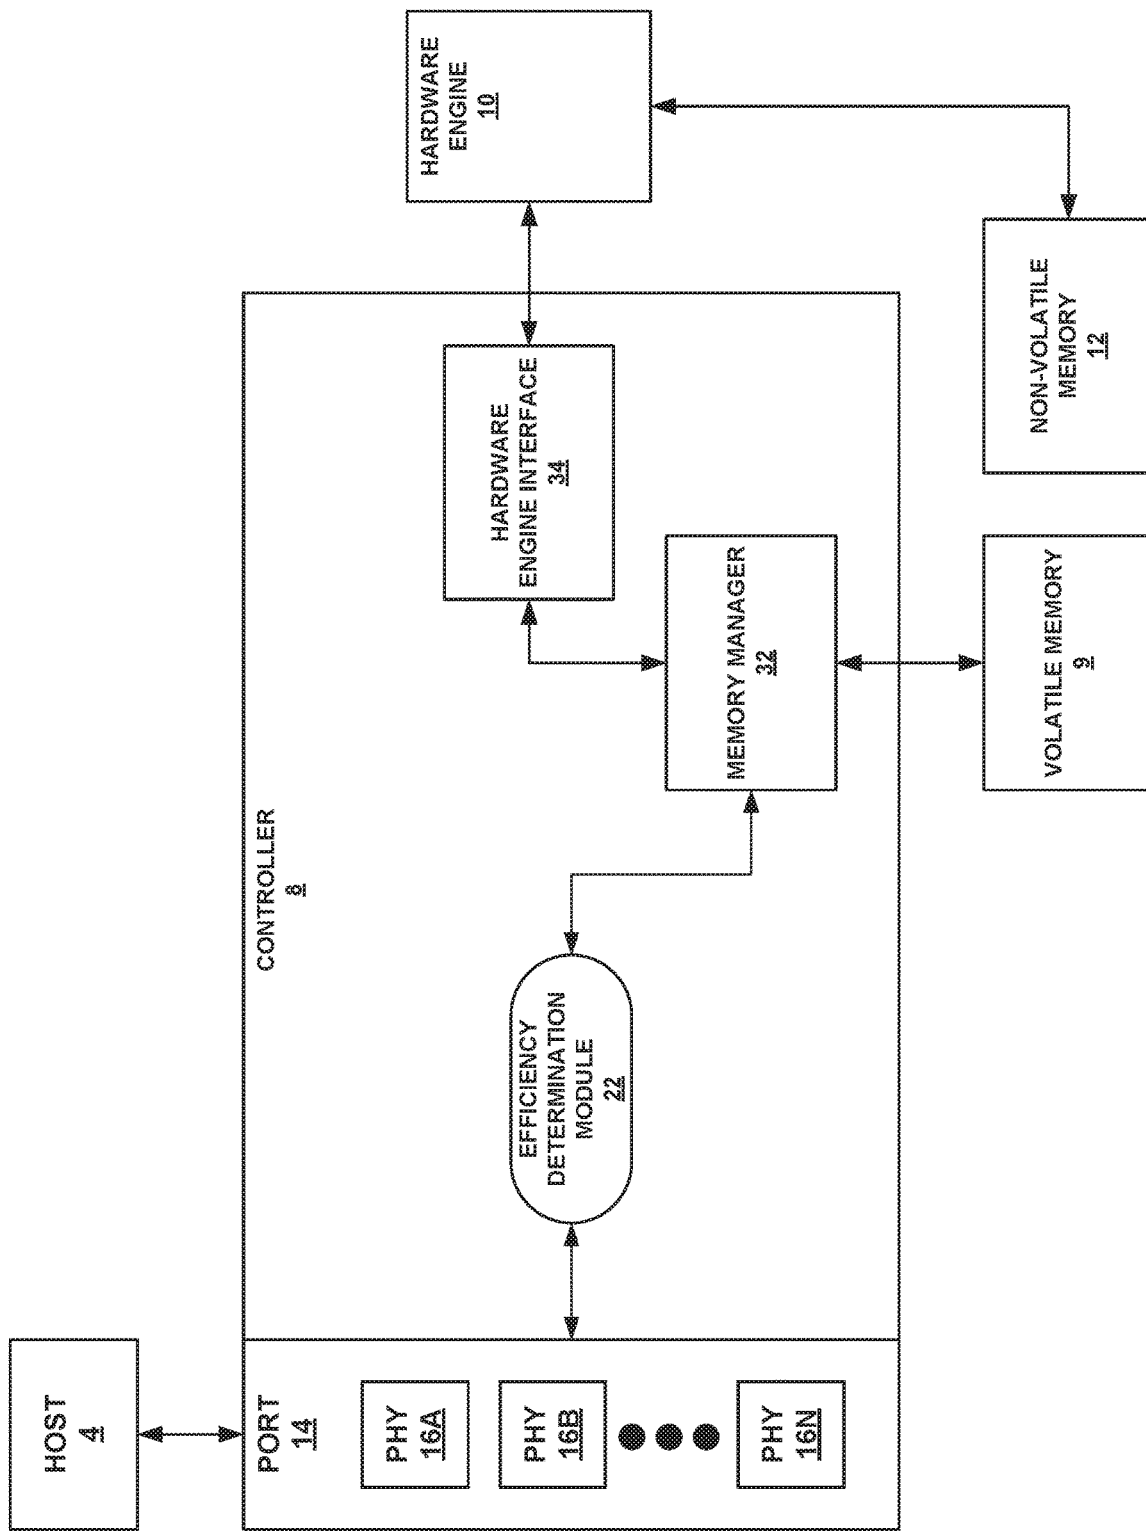 HOST
4
PORT
14
PHY
16A
PHY
16B
PHY
16N
CONTROLLER
8
EFFICIENCY
DETERMINATION
MODULE
22
MEMORY MANAGER
32
HARDWARE
ENGINE INTERFACE
34
HARDWARE
ENGINE
10
VOLATILE MEMORY
9
NON-VOLATILE
MEMORY
12